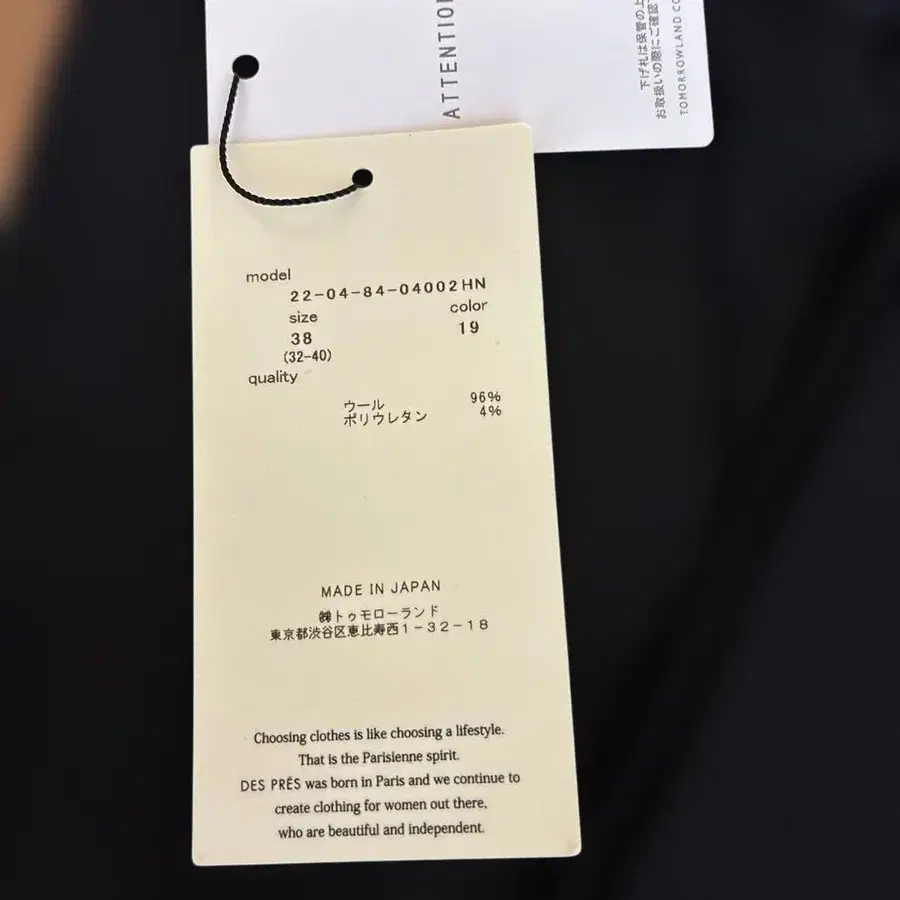 ATTENTION
下げ札は保管の上
お取扱いの際にご確認
TOMORROWLAND CO
model
22-04-84-04002HN
size color
38 19
(32-40)
quality
ウール 96%
ポリウレタン 4%
MADE IN JAPAN
㈱トゥモローランド
東京都渋谷区恵比寿西1-32-18
Choosing clothes is like choosing a lifestyle.
That is the Parisienne spirit.
DES PRÉS was born in Paris and we continue to
create clothing for women out there,
who are beautiful and independent.